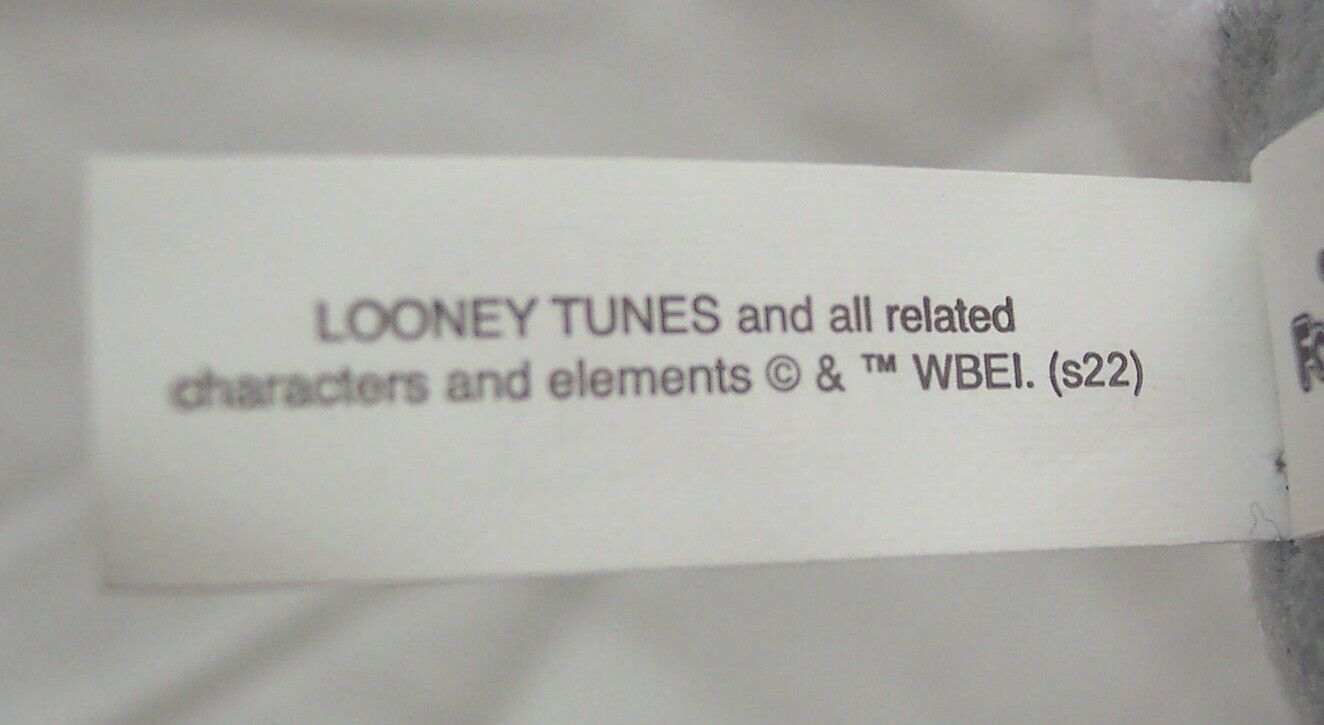 LOONEY TUNES and all related
characters and elements © & ™ WBEI. (s22)